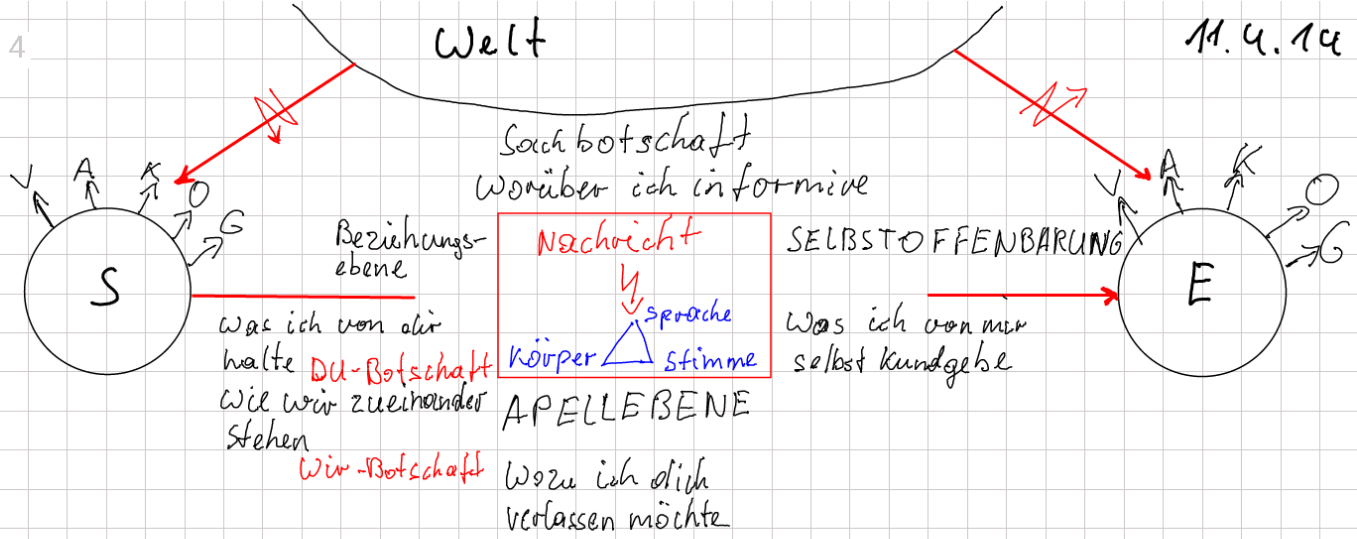 4
Welt
11.4.14
Sachbotschaft
Worüber ich informire
V A K O G
S
Beziehungs-
ebene
Was ich von dir
halte DU-Botschaft
Wie wir zueinander
stehen
Wir-Botschaft
Nachricht
Sprache
Körper Stimme
APELLEBENE
Wozu ich dich
verlassen möchte
SELBSTOFFENBARUNG
Was ich von mir
selbst kundgebe
V A K O G
E